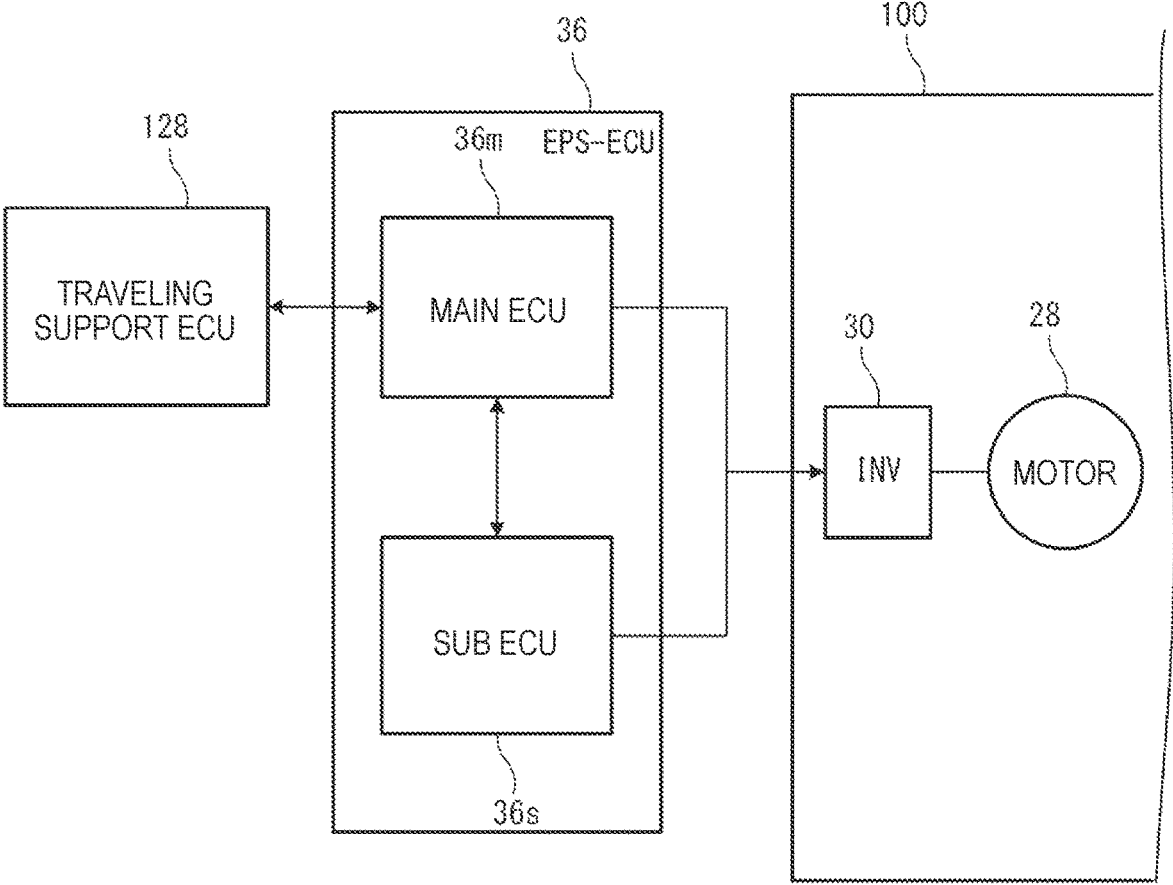 36
100
128
36m
EPS-ECU
TRAVELING
SUPPORT ECU
MAIN ECU
30
28
INV
MOTOR
SUB ECU
36s